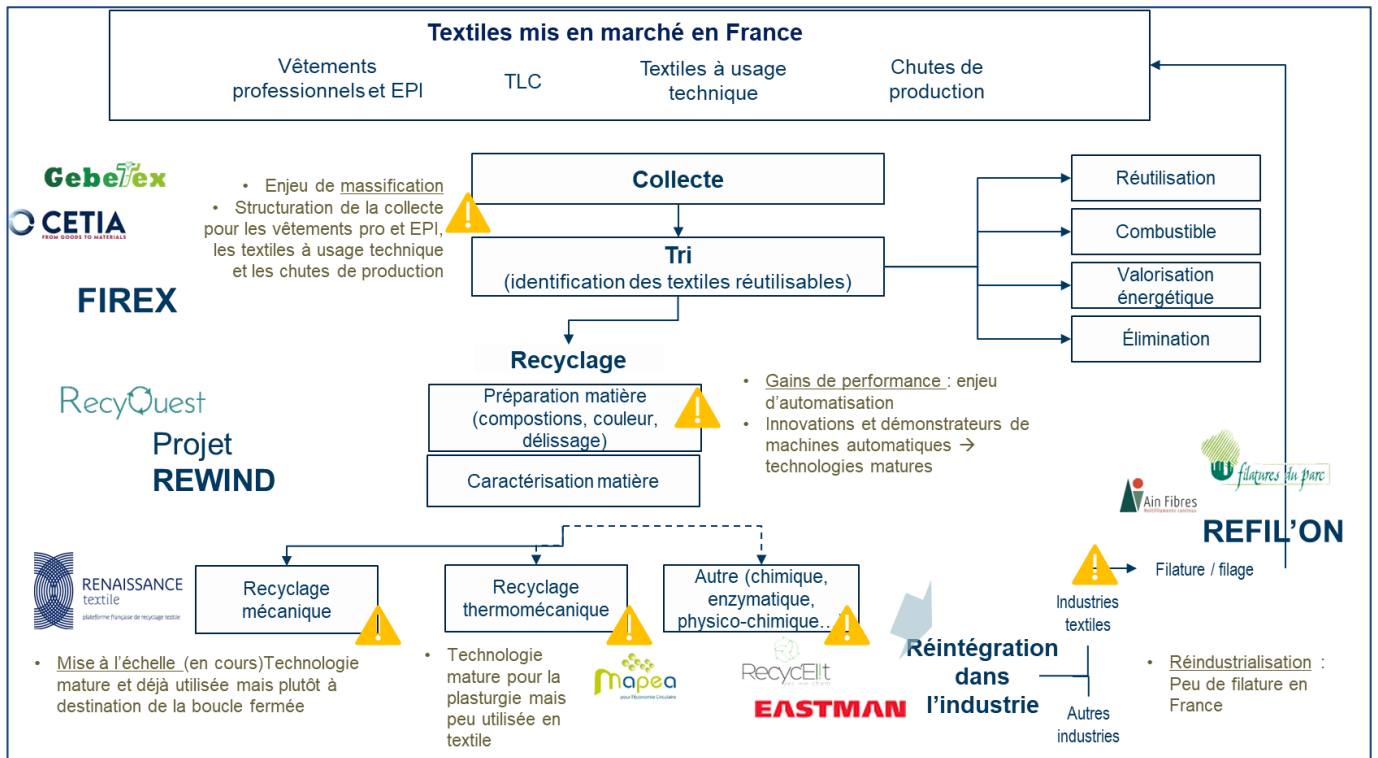 Textiles mis en marché en France
Vêtements
professionnels et EPI
TLC
Textiles à usage
technique
Chutes de
production
GebeTex
CETIA
FROM GOODS TO MATERIALS
FIREX
• Enjeu de massification
• Structuration de la collecte
pour les vêtements pro et EPI,
les textiles à usage technique
et les chutes de production
Collecte
Tri
(identification des textiles réutilisables)
Réutilisation
Combustible
Valorisation
énergétique
Élimination
Recyclage
Préparation matière
(compostions, couleur,
délissage)
Caractérisation matière
• Gains de performance : enjeu
d’automatisation
• Innovations et démonstrateurs de
machines automatiques →
technologies matures
RecyQuest
Projet
REWIND
filatures du parc
Ain Fibres
Multifilaments continus
REFIL’ON
RENAISSANCE
textile
plateforme française de recyclage textile
Recyclage
mécanique
Recyclage
thermomécanique
Autre (chimique,
enzymatique,
physico-chimique…)
Filature / filage
Industries
textiles
Réintégration
dans
l’industrie
Autres
industries
• Mise à l’échelle (en cours)Technologie
mature et déjà utilisée mais plutôt à
destination de la boucle fermée
• Technologie
mature pour la
plasturgie mais
peu utilisée en
textile
mapea
pour l'économie Circulaire
RecycElit
EASTMAN
• Réindustrialisation :
Peu de filature en
France